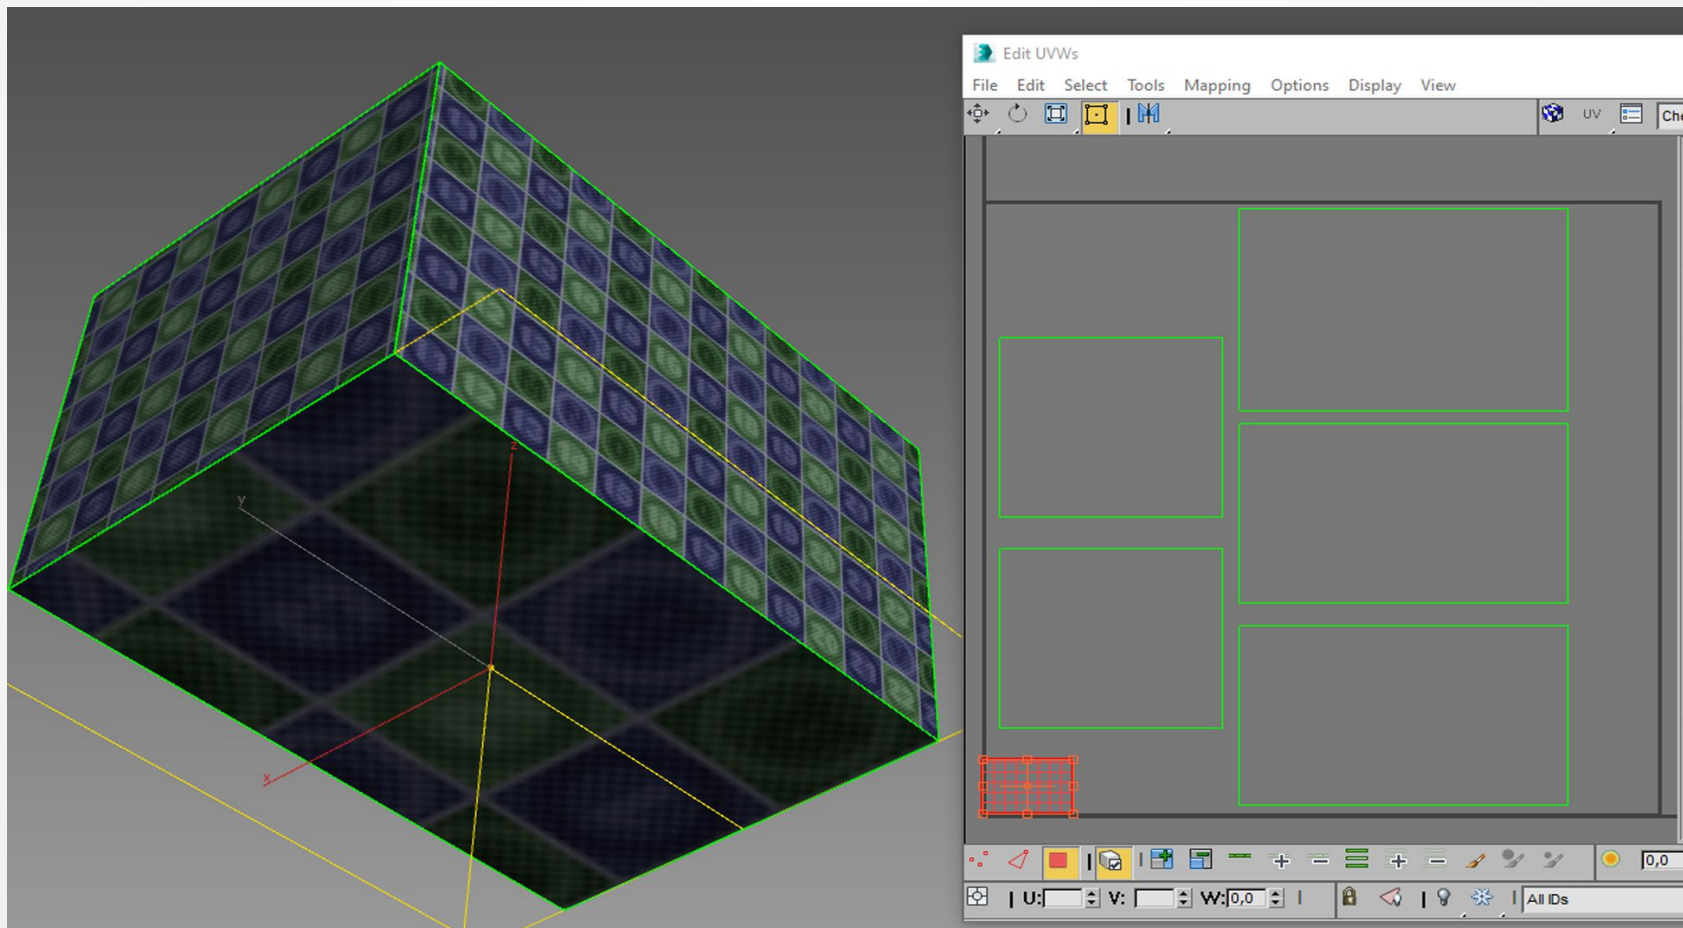 Edit UVWs
File Edit Select Tools Mapping Options Display View
UV Che
z
y
x
0,0
U: V: W: 0,0 All IDs